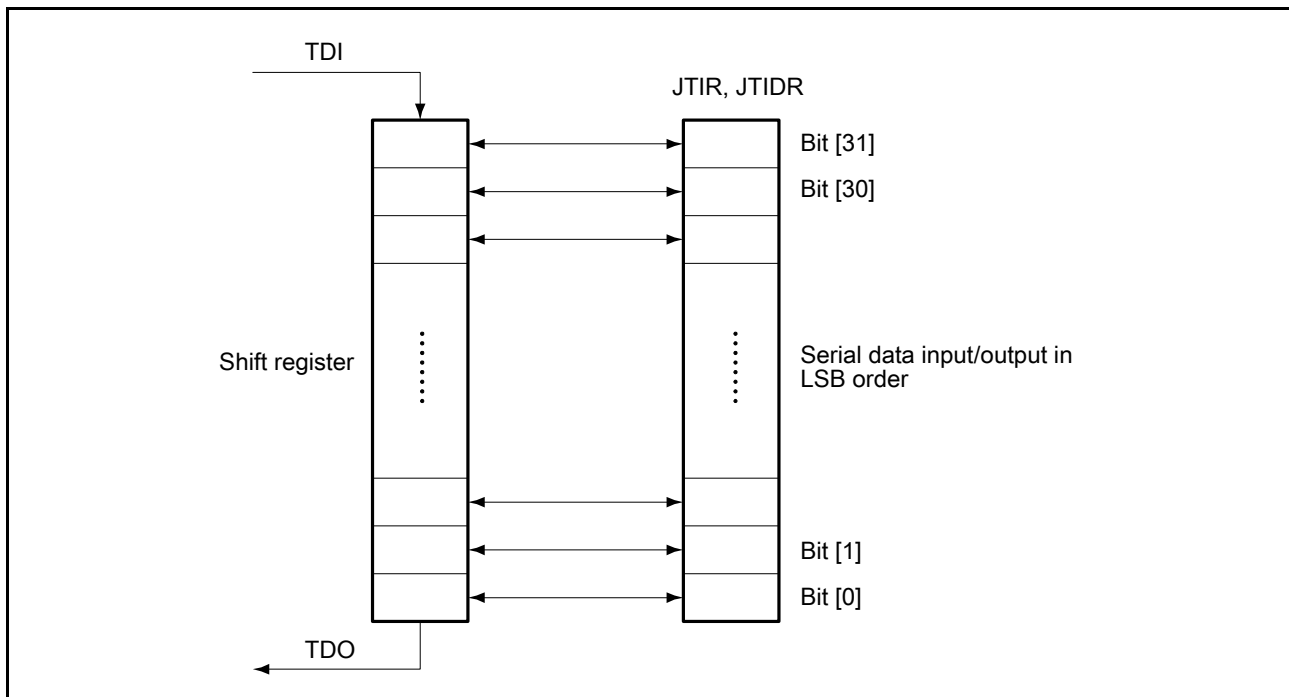 TDI
JTIR, JTIDR
Bit [31]
Bit [30]
Shift register
Serial data input/output in
LSB order
Bit [1]
Bit [0]
TDO